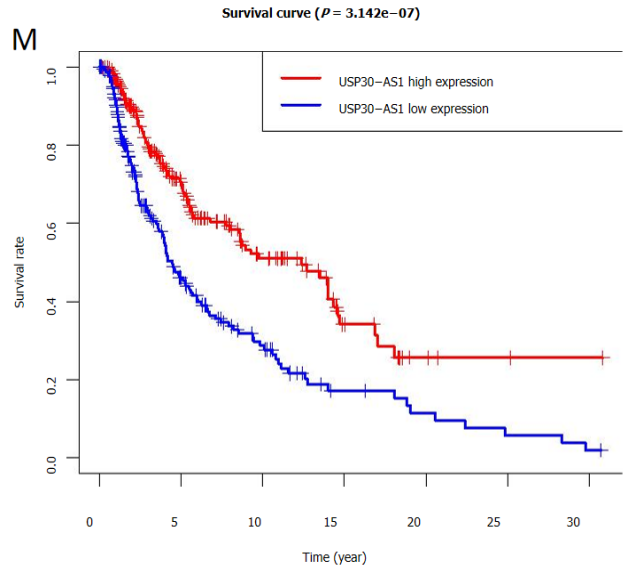 Survival curve (P = 3.142e−07)
M
USP30−AS1 high expression
USP30−AS1 low expression
Survival rate
1.0
0.8
0.6
0.4
0.2
0.0
0 5 10 15 20 25 30
Time (year)